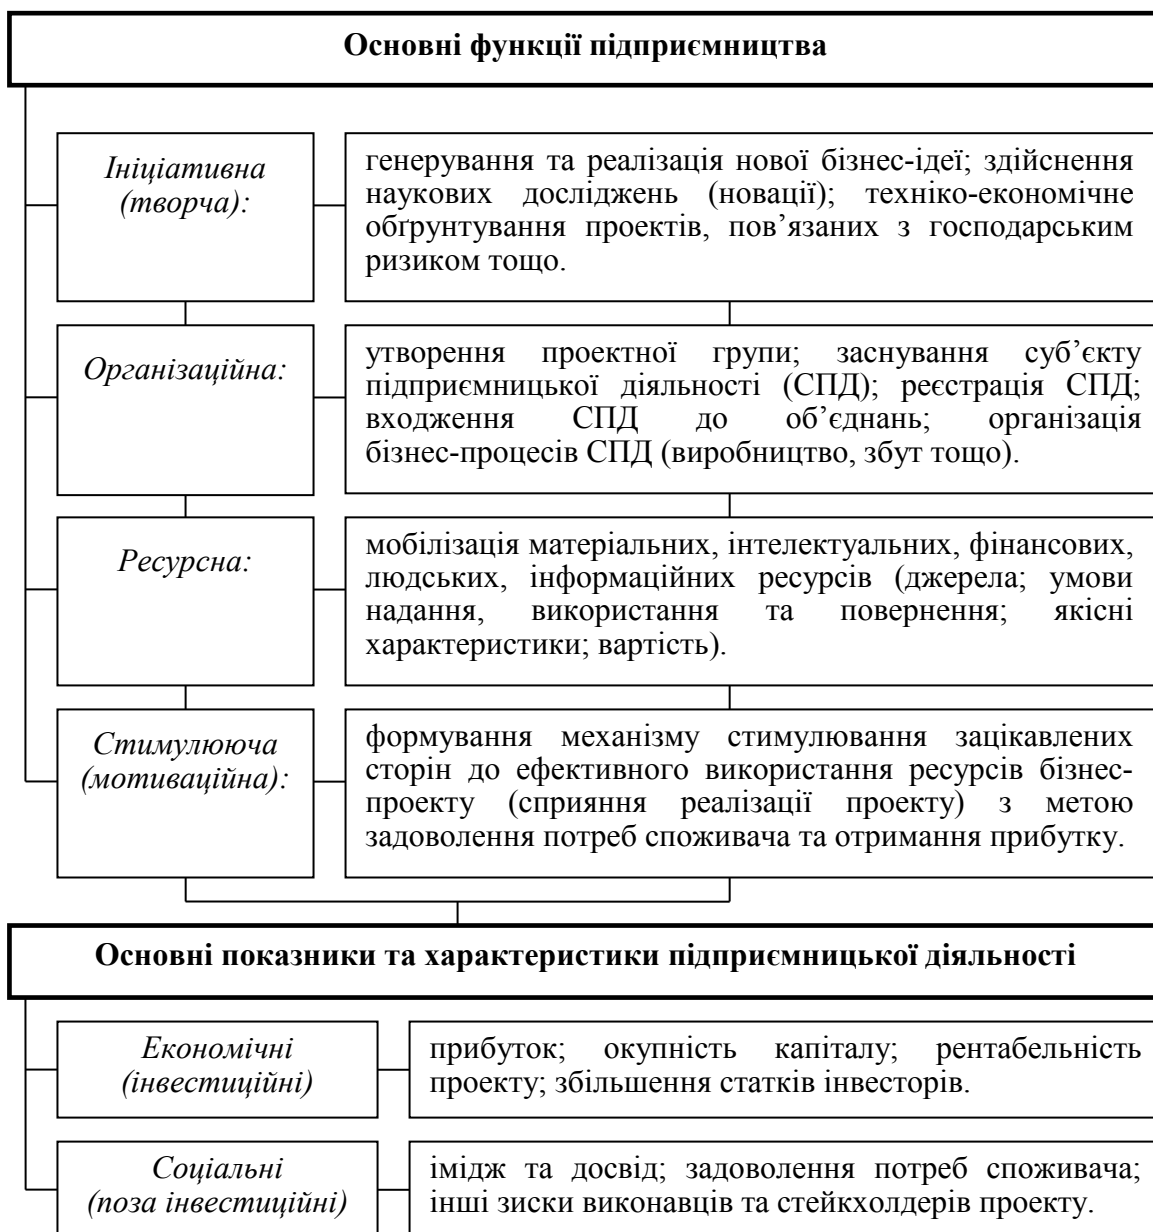 Основні функції підприємництва
Ініціативна
(творча):
генерування та реалізація нової бізнес-ідеї; здійснення
наукових досліджень (новації); техніко-економічне
обґрунтування проектів, пов’язаних з господарським
ризиком тощо.
Організаційна:
утворення проектної групи; заснування суб’єкту
підприємницької діяльності (СПД); реєстрація СПД;
входження СПД до об’єднань; організація
бізнес-процесів СПД (виробництво, збут тощо).
Ресурсна:
мобілізація матеріальних, інтелектуальних, фінансових,
людських, інформаційних ресурсів (джерела; умови
надання, використання та повернення; якісні
характеристики; вартість).
Стимулююча
(мотиваційна):
формування механізму стимулювання зацікавлених
сторін до ефективного використання ресурсів бізнес-
проекту (сприяння реалізації проекту) з метою
задоволення потреб споживача та отримання прибутку.
Основні показники та характеристики підприємницької діяльності
Економічні
(інвестиційні)
прибуток; окупність капіталу; рентабельність
проекту; збільшення статків інвесторів.
Соціальні
(поза інвестиційні)
імідж та досвід; задоволення потреб споживача;
інші зиски виконавців та стейкхолдерів проекту.